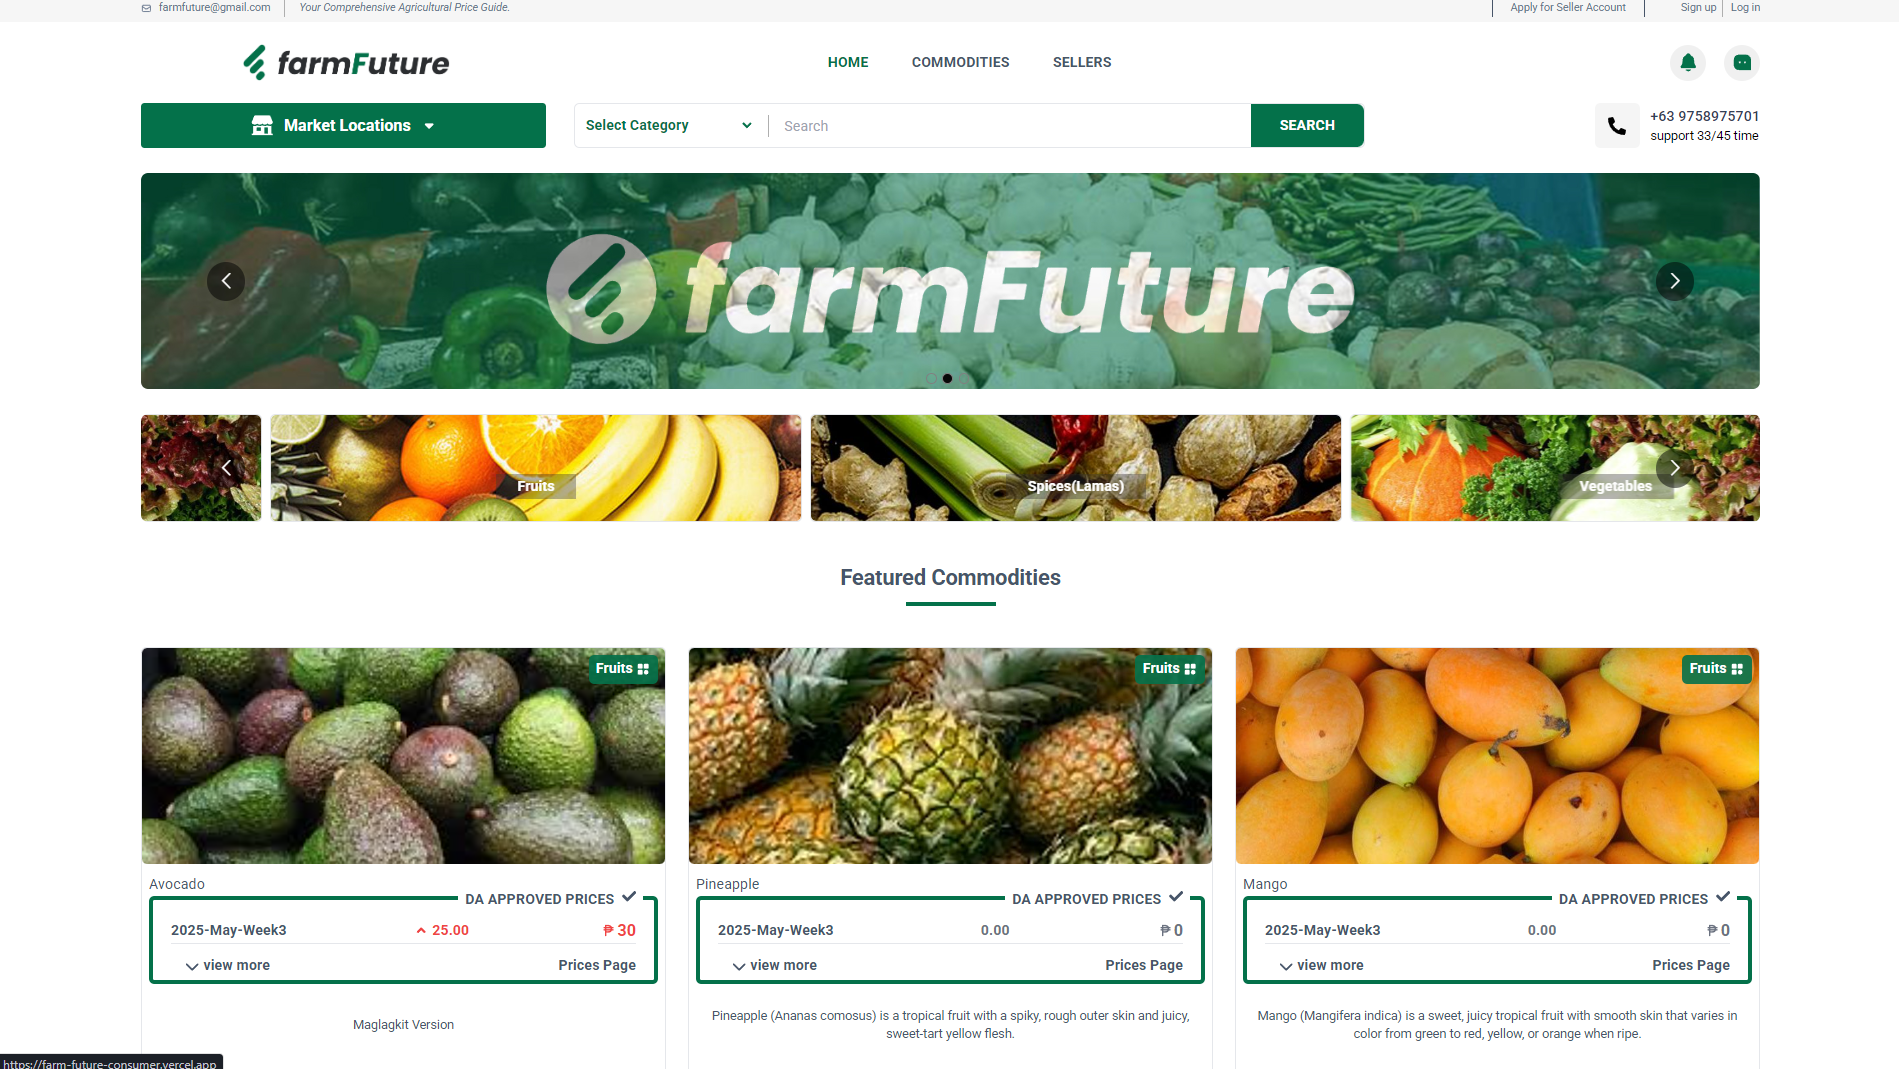 farmfuture@gmail.com
Your Comprehensive Agricultural Price Guide.
Apply for Seller Account
Sign up
Log in
farmFuture
HOME
COMMODITIES
SELLERS
Market Locations
Select Category
Search
SEARCH
+63 9758975701
support 33/45 time
farmFuture
Fruits
Spices(Lamas)
Vegetables
Featured Commodities
Fruits
Fruits
Fruits
Avocado
DA APPROVED PRICES
2025-May-Week3
25.00
₱ 30
view more
Prices Page
Maglagkit Version
Pineapple
DA APPROVED PRICES
2025-May-Week3
0.00
₱ 0
view more
Prices Page
Pineapple (Ananas comosus) is a tropical fruit with a spiky, rough outer skin and juicy,
sweet-tart yellow flesh.
Mango
DA APPROVED PRICES
2025-May-Week3
0.00
₱ 0
view more
Prices Page
Mango (Mangifera indica) is a sweet, juicy tropical fruit with smooth skin that varies in
color from green to red, yellow, or orange when ripe.
https://farm-future-consumer.vercel.app